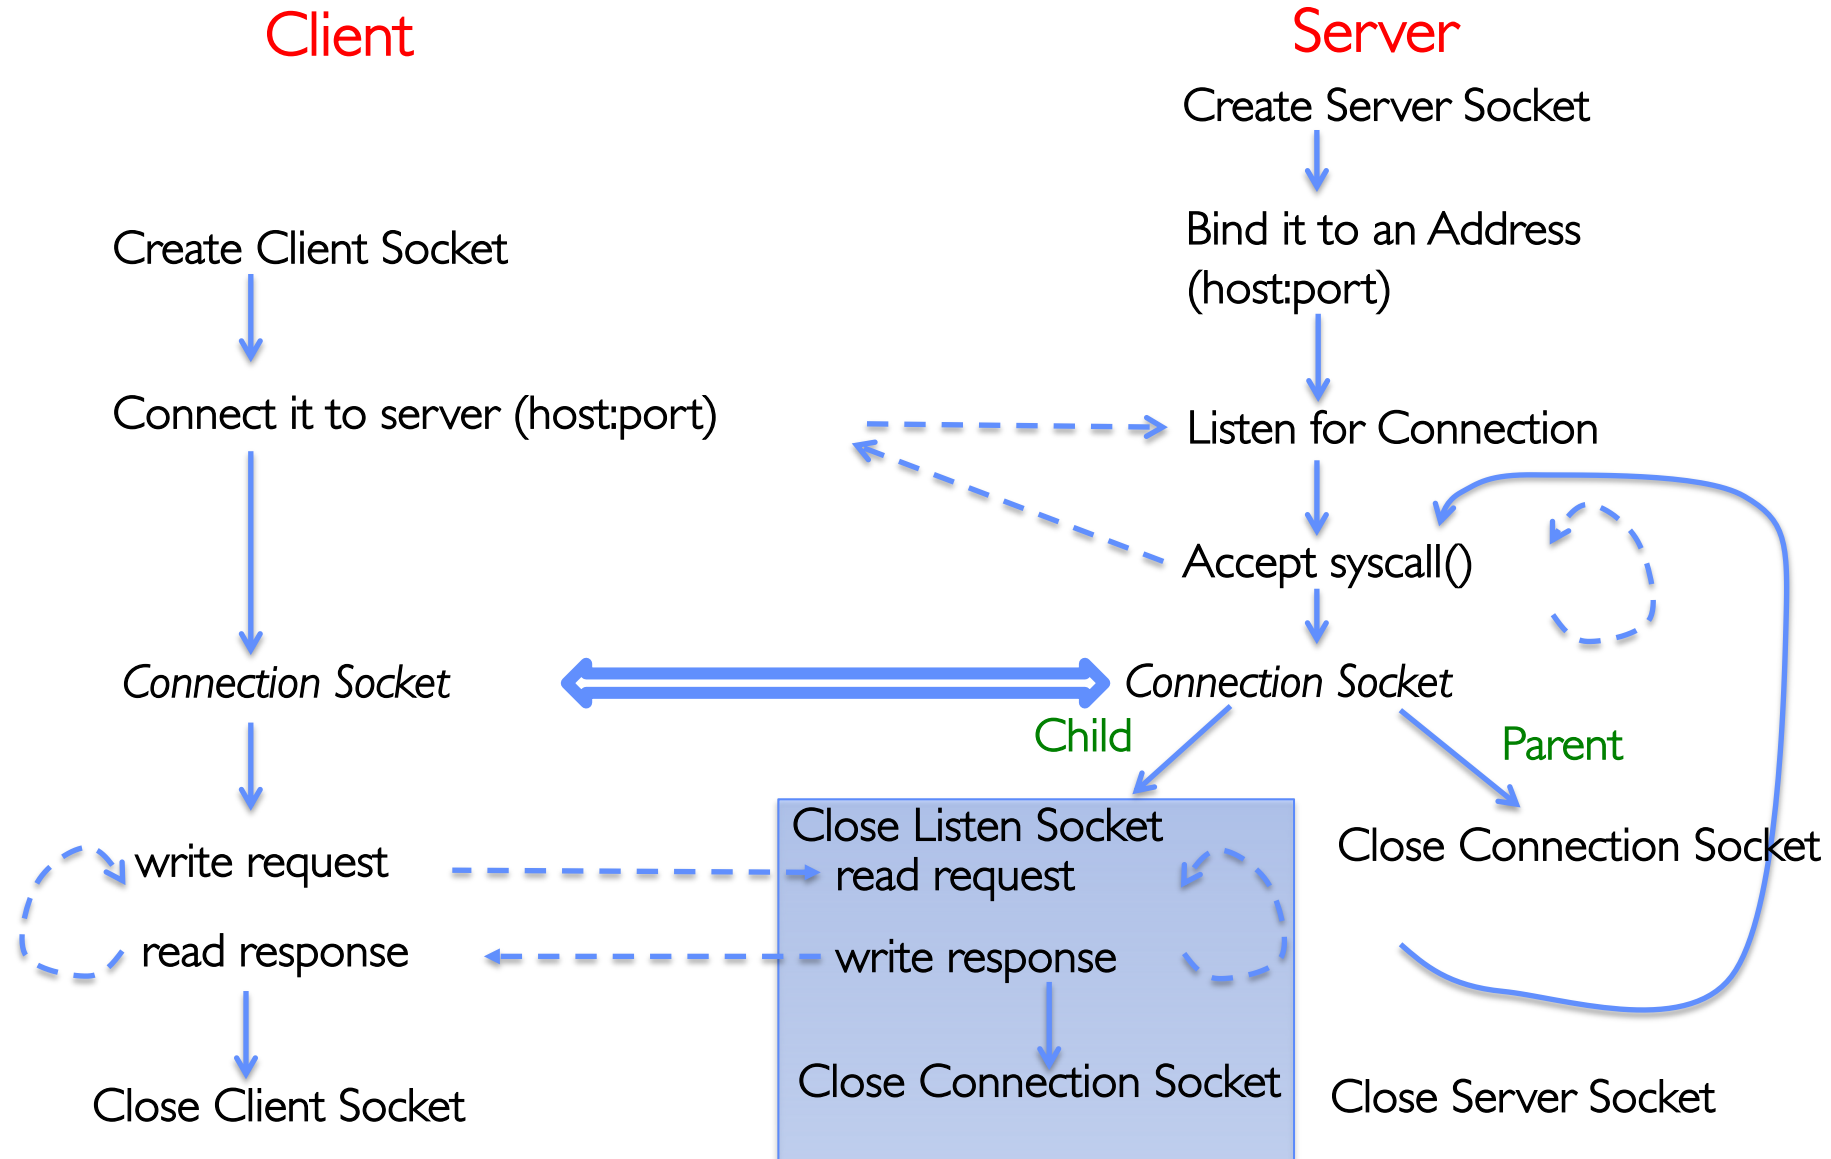 Client
Server
Create Server Socket
Bind it to an Address
(host:port)
Create Client Socket
Connect it to server (host:port)
Listen for Connection
Accept syscall()
Connection Socket
Connection Socket
Child
Parent
Close Listen Socket
Close Connection Socket
write request
read request
read response
write response
Close Client Socket
Close Connection Socket
Close Server Socket